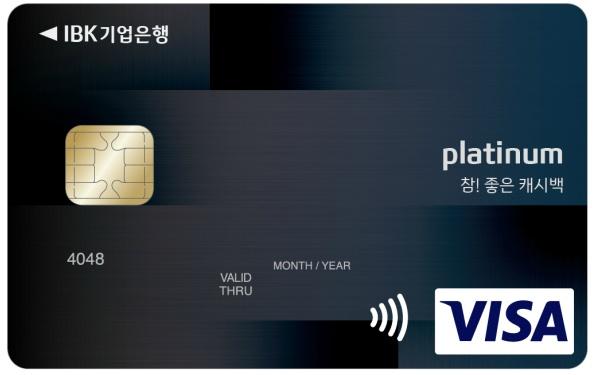 IBK기업은행
platinum
참! 좋은 캐시백
4048
MONTH / YEAR
VALID
THRU
VISA